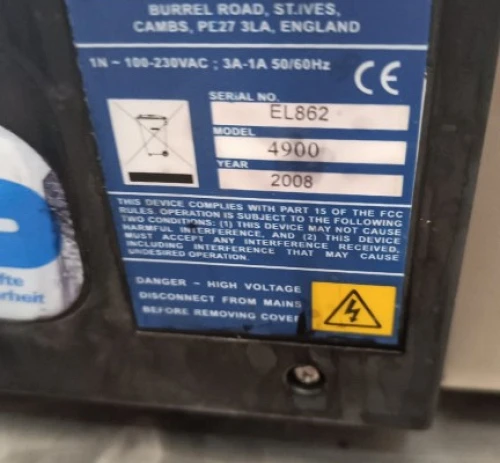 BURREL ROAD, ST.IVES,
CAMBS, PE27 3LA, ENGLAND
1N ~ 100-230VAC ; 3A-1A 50/60Hz
CE
SERIAL NO.
EL862
MODEL
4900
YEAR
2008
THIS DEVICE COMPLIES WITH PART 15 OF THE FCC
RULES. OPERATION IS SUBJECT TO THE FOLLOWING
TWO CONDITIONS: (1) THIS DEVICE MAY NOT CAUSE
HARMFUL INTERFERENCE, AND (2) THIS DEVICE
MUST ACCEPT ANY INTERFERENCE RECEIVED,
INCLUDING INTERFERENCE THAT MAY CAUSE
UNDESIRED OPERATION.
DANGER ~ HIGH VOLTAGE
DISCONNECT FROM MAINS
BEFORE REMOVING COVER
fte
rheit